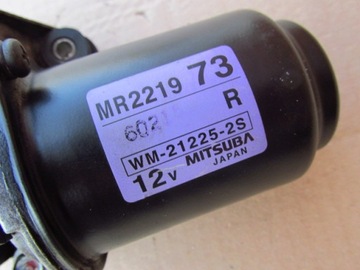 MR2219 73
R
WM-21225-2S
12V MITSUBA
JAPAN